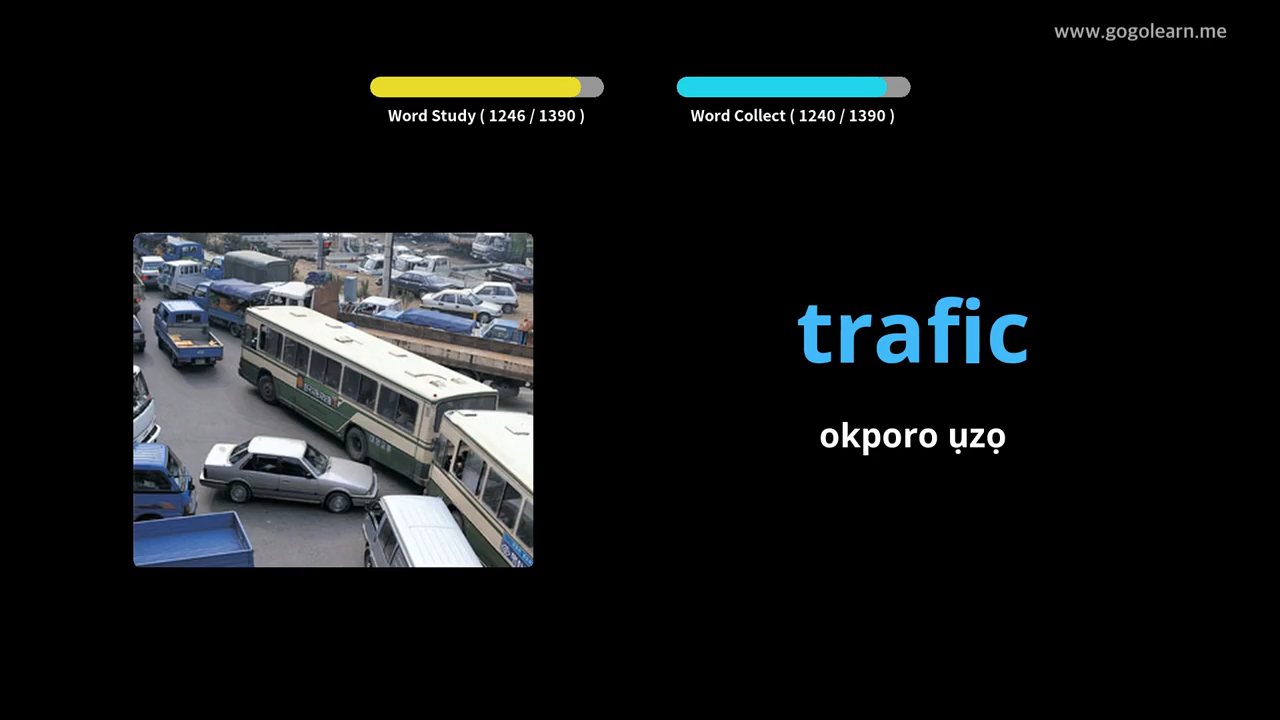 www.gogolearn.me
Word Study ( 1246 / 1390 )
Word Collect ( 1240 / 1390 )
trafic
okporo ụzọ